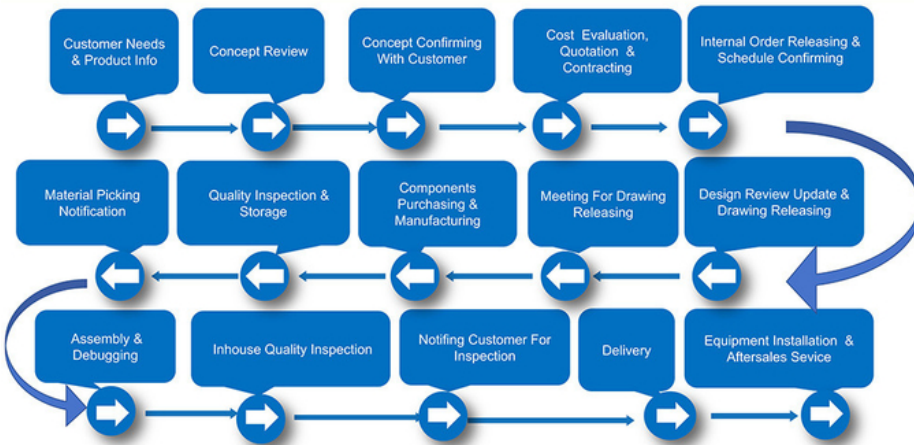 Customer Needs
& Product Info
Concept Review
Concept Confirming
With Customer
Cost Evaluation,
Quotation &
Contracting
Internal Order Releasing &
Schedule Confirming
Material Picking
Notification
Quality Inspection &
Storage
Components
Purchasing &
Manufacturing
Meeting For Drawing
Releasing
Design Review Update &
Drawing Releasing
Assembly &
Debugging
Inhouse Quality Inspection
Notifing Customer For
Inspection
Delivery
Equipment Installation &
Aftersales Sevice